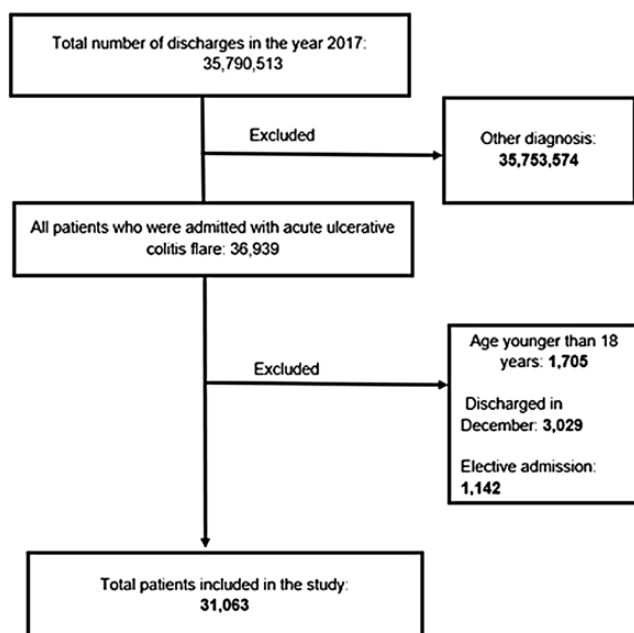 Total number of discharges in the year 2017:
35,790,513
Excluded
Other diagnosis:
35,753,574
All patients who were admitted with acute ulcerative
colitis flare: 36,939
Excluded
Age younger than 18
years: 1,705
Discharged in
December: 3,029
Elective admission:
1,142
Total patients included in the study:
31,063